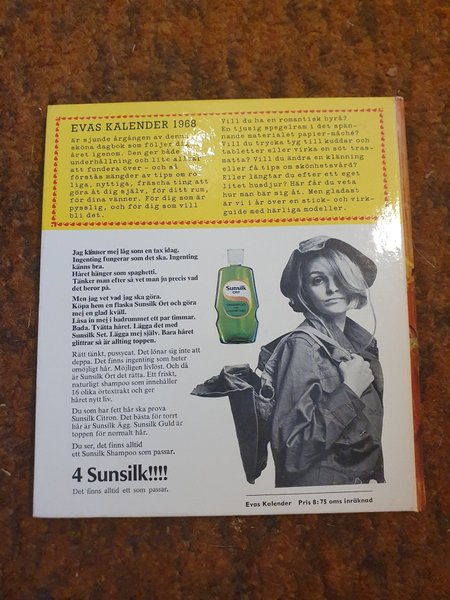 EVAS KALENDER 1968
är sjunde årgången av denna
sköna dagbok som följer dig
året igenom. Den ger både
underhållning och lite allvar
att fundera över - och så
förstås mängder av tips om ro-
liga, nyttiga, fräscha ting att
göra åt dig själv, för ditt rum,
för dina vänner. För dig som är
pysslig, och för dig som vill
bli det.
Vill du ha en romantisk hyrå?
En tjusig spegelram i det spän-
nande materialet papier-mâché?
Vill du trycka tyg till kuddar och
tabletter eller virka en söt tras-
matta? Vill du ändra en klänning
eller få tips om skönhetsvård?
Eller längtar du efter ett eget
litet husdjur? Här får du veta
hur man bär sig åt. Men gladast
är vi i år över en stick- och virk-
guide med härliga modeller.
Jag känner mej låg som en tax idag.
Ingenting fungerar som det ska. Ingenting
känns bra.
Håret hänger som spaghetti.
Tänker man efter så vet man ju precis vad
det beror på.
Men jag vet vad jag ska göra.
Köpa hem en flaska Sunsilk Ört och göra
mej en glad kväll.
Låsa in mej i badrummet ett par timmar.
Bada. Tvätta håret. Lägga det med
Sunsilk Set. Lägga mej själv. Bara håret
glittrar så är allting toppen.
Rätt tänkt, pussycat. Det lönar sig inte att
deppa. Det finns ingenting som heter
omöjligt hår. Möjligen livlöst. Och då
är Sunsilk Ört det rätta. Ett friskt,
naturligt shampoo som innehåller
16 olika örtextrakt och ger
håret nytt liv.
Du som har fett hår ska prova
Sunsilk Citron. Det bästa för torrt
hår är Sunsilk Ägg. Sunsilk Guld är
toppen för normalt hår.
Du ser, det finns alltid
ett Sunsilk Shampoo som passar.
4 Sunsilk!!!!
Det finns alltid ett som passar.
Sunsilk
ÖRT
Evas Kalender Pris 8:75 oms inräknad